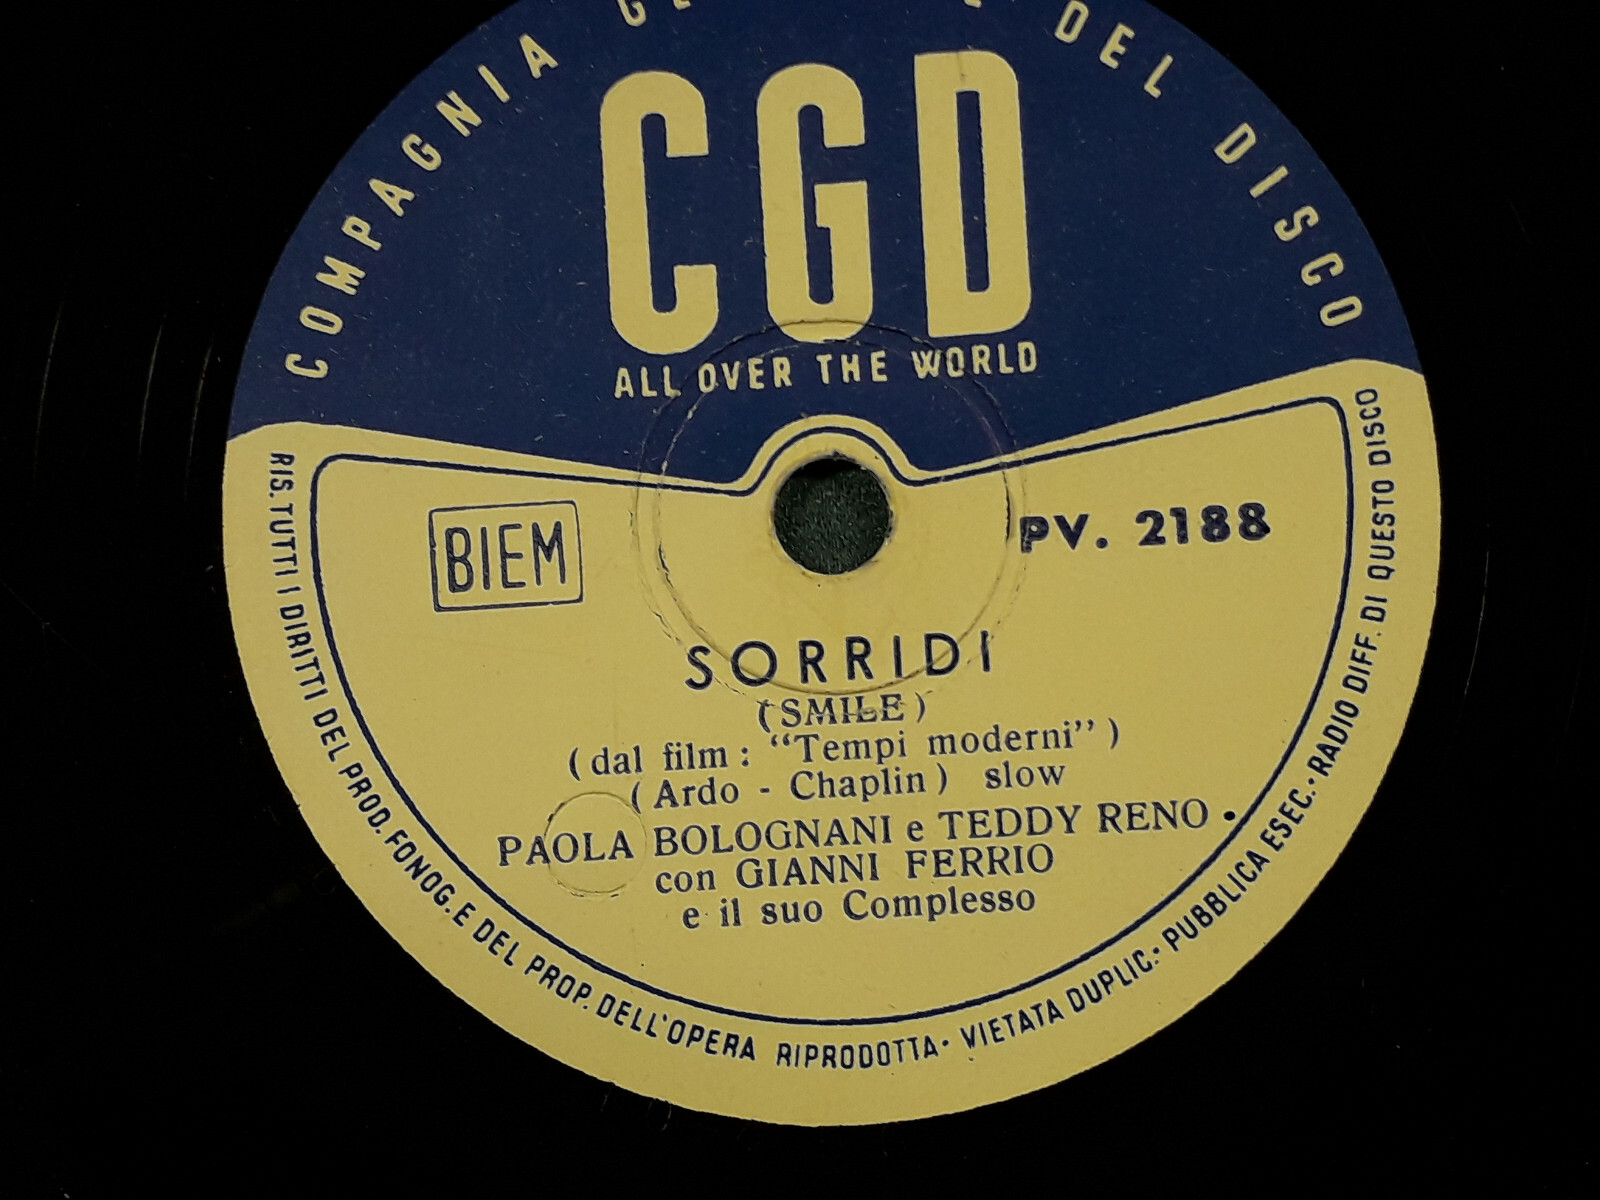 COMPAGNIA DEL DISCO
CGD
ALL OVER THE WORLD
BIEM
PV. 2188
SORRIDI
(SMILE)
(dal film: "Tempi moderni")
(Ardo - Chaplin) slow
PAOLA BOLOGNANI e TEDDY RENO •
con GIANNI FERRIO
e il suo Complesso
RIS. TUTTI I DIRITTI DEL PROD. FONOG. E DEL PROP. DELL'OPERA RIPRODOTTA • VIETATA DUPLIC. • PUBBLICA ESEC. • RADIO DIFF. DI QUESTO DISCO